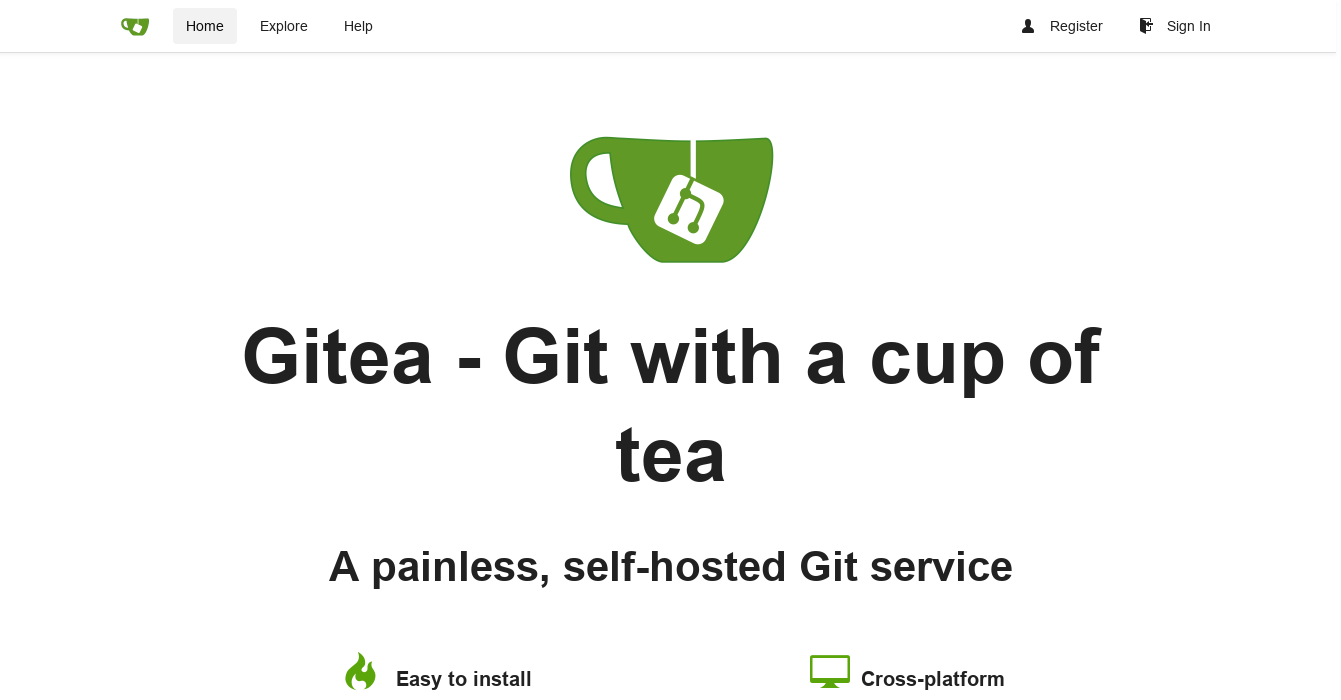 Home Explore Help Register Sign In
Gitea - Git with a cup of
tea
A painless, self-hosted Git service
Easy to install Cross-platform